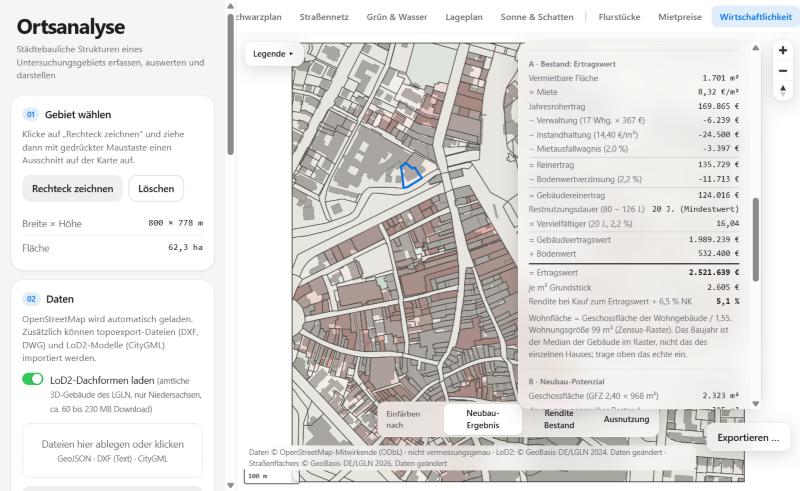 Ortsanalyse
Städtebauliche Strukturen eines
Untersuchungsgebiets erfassen, auswerten und
darstellen
01 Gebiet wählen
Klicke auf „Rechteck zeichnen" und ziehe
dann mit gedrückter Maustaste einen
Ausschnitt auf der Karte auf.
Rechteck zeichnen Löschen
Breite × Höhe 800 × 778 m
Fläche 62,3 ha
02 Daten
OpenStreetMap wird automatisch geladen.
Zusätzlich können topoexport-Dateien (DXF,
DWG) und LoD2-Modelle (CityGML)
importiert werden.
LoD2-Dachformen laden (amtliche
3D-Gebäude des LGLN, nur Niedersachsen,
ca. 60 bis 230 MB Download)
Dateien hier ablegen oder klicken
GeoJSON · DXF (Text) · CityGML
chwarzplan Straßennetz Grün & Wasser Lageplan Sonne & Schatten Flurstücke Mietpreise Wirtschaftlichkeit
Legende ▸
A · Bestand: Ertragswert
Vermietbare Fläche 1.701 m²
× Miete 8,32 €/m²
Jahresrohertrag 169.865 €
− Verwaltung (17 Whg. × 367 €) -6.239 €
− Instandhaltung (14,40 €/m²) -24.500 €
− Mietausfallwagnis (2,0 %) -3.397 €
= Reinertrag 135.729 €
− Bodenwertverzinsung (2,2 %) -11.713 €
= Gebäudereinertrag 124.016 €
Restnutzungsdauer (80 − 126 J.) 20 J. (Mindestwert)
× Vervielfältiger (20 J., 2,2 %) 16,04
= Gebäudeertragswert 1.989.239 €
+ Bodenwert 532.400 €
= Ertragswert 2.521.639 €
je m² Grundstück 2.605 €
Rendite bei Kauf zum Ertragswert + 6,5 % NK 5,1 %
Wohnfläche = Geschossfläche der Wohngebäude / 1,55.
Wohnungsgröße 99 m² (Zensus-Raster). Das Baujahr ist
der Median der Gebäude im Raster, nicht das des
einzelnen Hauses; trage oben das echte ein.
B · Neubau-Potenzial
Geschossfläche (GFZ 2,40 × 968 m²) 2.323 m²
Einfärben
nach
Neubau-
Ergebnis
Rendite
Bestand
Ausnutzung
Exportieren …
Daten © OpenStreetMap-Mitwirkende (ODbL) · nicht vermessungsgenau · LoD2: © GeoBasis-DE/LGLN 2024, Daten geändert ·
Straßenflächen: © GeoBasis-DE/LGLN 2026, Daten geändert
100 m